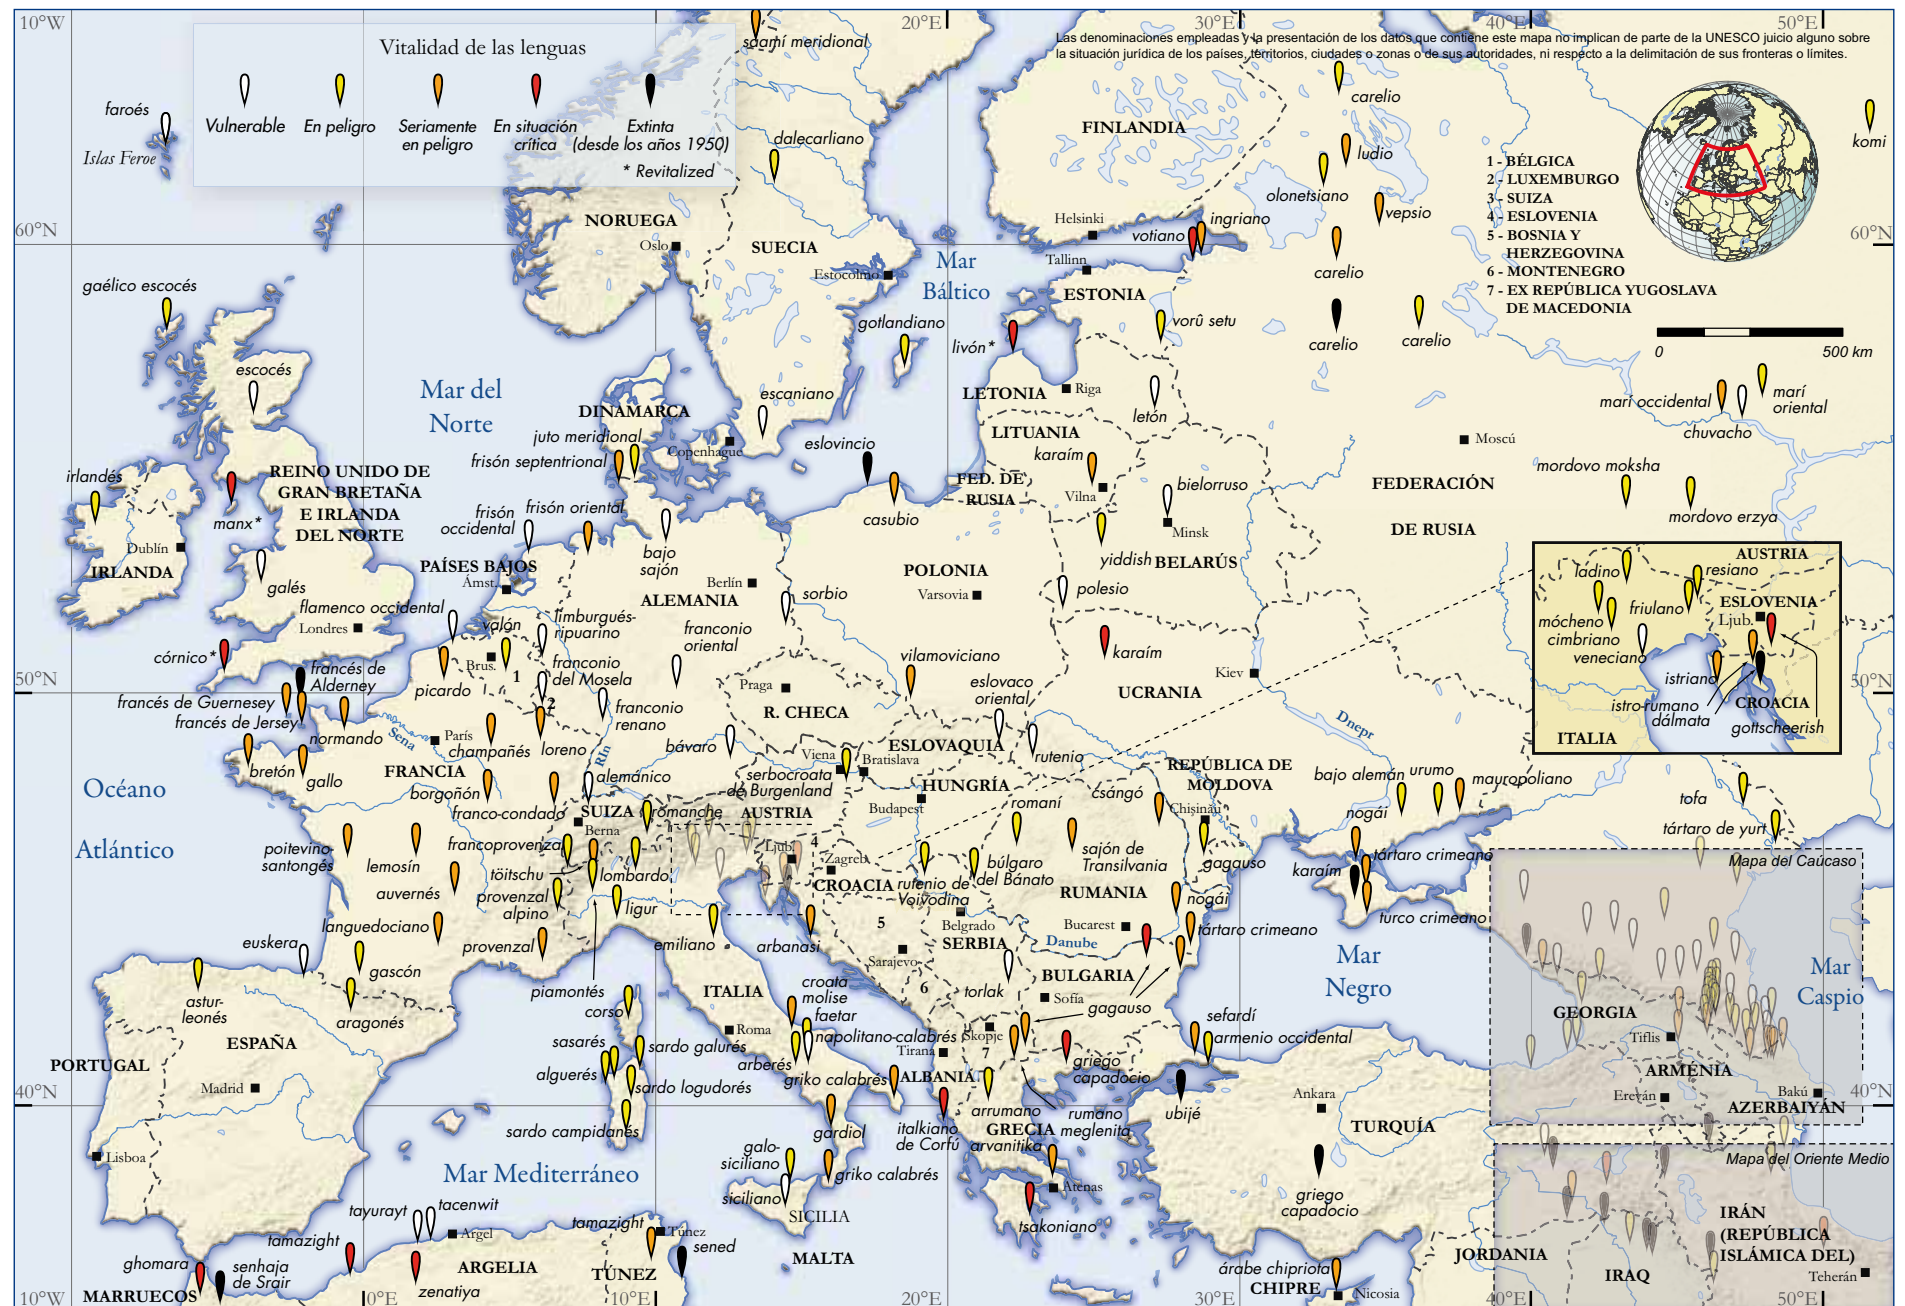 10°W
20°E
30°E
40°E
50°E
Vitalidad de las lenguas
Vulnerable
En peligro
Seriamente
en peligro
En situación
crítica
Extinta
(desde los años 1950)
* Revitalized
Las denominaciones empleadas y la presentación de los datos que contiene este mapa no implican de parte de la UNESCO juicio alguno sobre
la situación jurídica de los países, territorios, ciudades o zonas o de sus autoridades, ni respecto a la delimitación de sus fronteras o límites.
saamí meridional
faroés
Islas Feroe
dalecarliano
FINLANDIA
carelio
ludio
olonetsiano
vepsio
komi
1 - BÉLGICA
2 - LUXEMBURGO
3 - SUIZA
4 - ESLOVENIA
5 - BOSNIA Y
HERZEGOVINA
6 - MONTENEGRO
7 - EX REPÚBLICA YUGOSLAVA
DE MACEDONIA
0
500 km
60°N
60°N
NORUEGA
Oslo
SUECIA
Estocolmo
Mar
Báltico
Helsinki
votiano
ingriano
Tallinn
ESTONIA
carelio
carelio
carelio
vorû setu
gaélico escocés
gotlandiano
livón*
escocés
Mar del
Norte
DINAMARCA
escaniano
juto meridional
Copenhague
frisón septentrional
eslovincio
casubio
LETONIA
Riga
letón
LITUANIA
karaím
FED. DE
RUSIA
Vilna
bielorruso
Minsk
yiddish
BELARÚS
Moscú
FEDERACIÓN
DE RUSIA
marí occidental
marí
oriental
chuvacho
mordovo moksha
mordovo erzya
irlandés
REINO UNIDO DE
GRAN BRETAÑA
E IRLANDA
DEL NORTE
manx*
Dublín
IRLANDA
galés
Londres
córnico*
frisón
occidental
frisón oriental
PAÍSES BAJOS
Ámst.
bajo
sajón
Berlín
ALEMANIA
sorbio
POLONIA
Varsovia
polesio
karaím
Kiev
UCRANIA
Dnepr
flamenco occidental
valón
limburgués-
ripuarino
Brus.
1
2
franconio
del Mosela
franconio
oriental
franconio
renano
picardo
vilamoviciano
eslovaco
oriental
Praga
R. CHECA
50°N
50°N
francés de
Alderney
francés de Guernesey
francés de Jersey
normando
Sena
París
champañés
loreno
Rin
bretón
gallo
FRANCIA
borgoñón
bávaro
Viena
Bratislava
ESLOVAQUIA
rutenio
serbocroata
de Burgenland
HUNGRÍA
Budapest
AUSTRIA
alemánico
franco-condado
SUIZA
romanche
Berna
REPÚBLICA DE
MOLDOVA
Chişinău
csángó
romaní
bajo alemán
urumo
mauropoliano
nogái
tofa
tártaro de yurt
Océano
Atlántico
poitevino-
santongés
lemosín
auvernés
francoprovenzal
töitschu
lombardo
provenzal
alpino
ligur
languedociano
provenzal
emiliano
Ljub.
4
Zagreb
CROACIA
rutenio de
Voivodina
búlgaro
del Bánato
sajón de
Transilvania
RUMANIA
gagauso
nogái
karaím
tártaro crimeano
turco crimeano
tártaro crimeano
5
arbanasi
Belgrado
SERBIA
Sarajevo
Bucarest
Danube
BULGARIA
6
torlak
Sofía
gagauso
Mar
Negro
AUSTRIA
ladino
resiano
friulano
ESLOVENIA
Ljub.
mócheno
cimbriano
veneciano
istriano
istro-rumano
dálmata
CROACIA
gottscheerish
ITALIA
Mapa del Caúcaso
Mar
Caspio
GEORGIA
Tiflis
ARMENIA
Ereván
Bakú
AZERBAIYÁN
euskera
gascón
astur-
leonés
aragonés
piamontés
corso
ITALIA
Roma
croata
molise
faetar
ESPAÑA
PORTUGAL
Madrid
Lisboa
sasarés
alguerés
sardo galurés
sardo logudorés
sardo campidanés
napolitano-calabrés
arberés
griko calabrés
Tirana
Skopje
7
ALBANIA
gardiol
italkiano
de Corfú
arrumano
GRECIA
arvanitika
griego
capadocio
rumano
meglenita
sefardí
armenio occidental
ubijé
Ankara
TURQUÍA
griego
capadocio
40°N
40°N
Mar Mediterráneo
galo-
siciliano
siciliano
griko calabrés
SICILIA
Atenas
tsakoniano
Mapa del Oriente Medio
IRÁN
(REPÚBLICA
ISLÁMICA DEL)
Teherán
JORDANIA
IRAQ
ghomara
senhaja
de Srair
MARRUECOS
tamazight
tayurayt
tacenwit
Argel
zenatiya
ARGELIA
tamazight
Túnez
TÚNEZ
sened
MALTA
árabe chipriota
CHIPRE
Nicosia
10°W
0°E
10°E
20°E
30°E
40°E
50°E